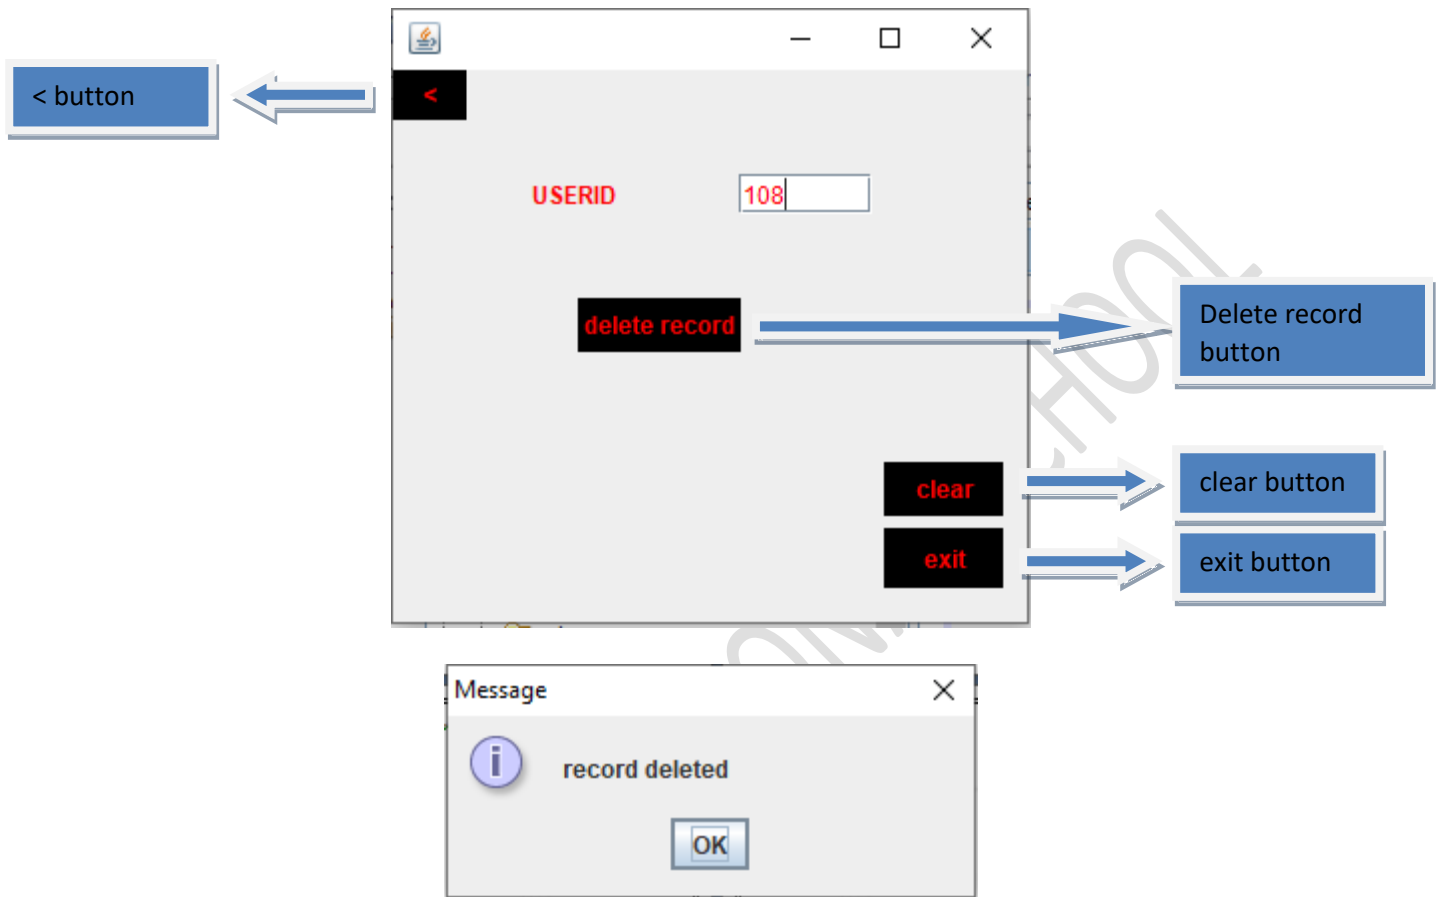 < button
<
USERID
108
delete record
Delete record
button
clear
clear button
exit
exit button
Message
i
record deleted
OK